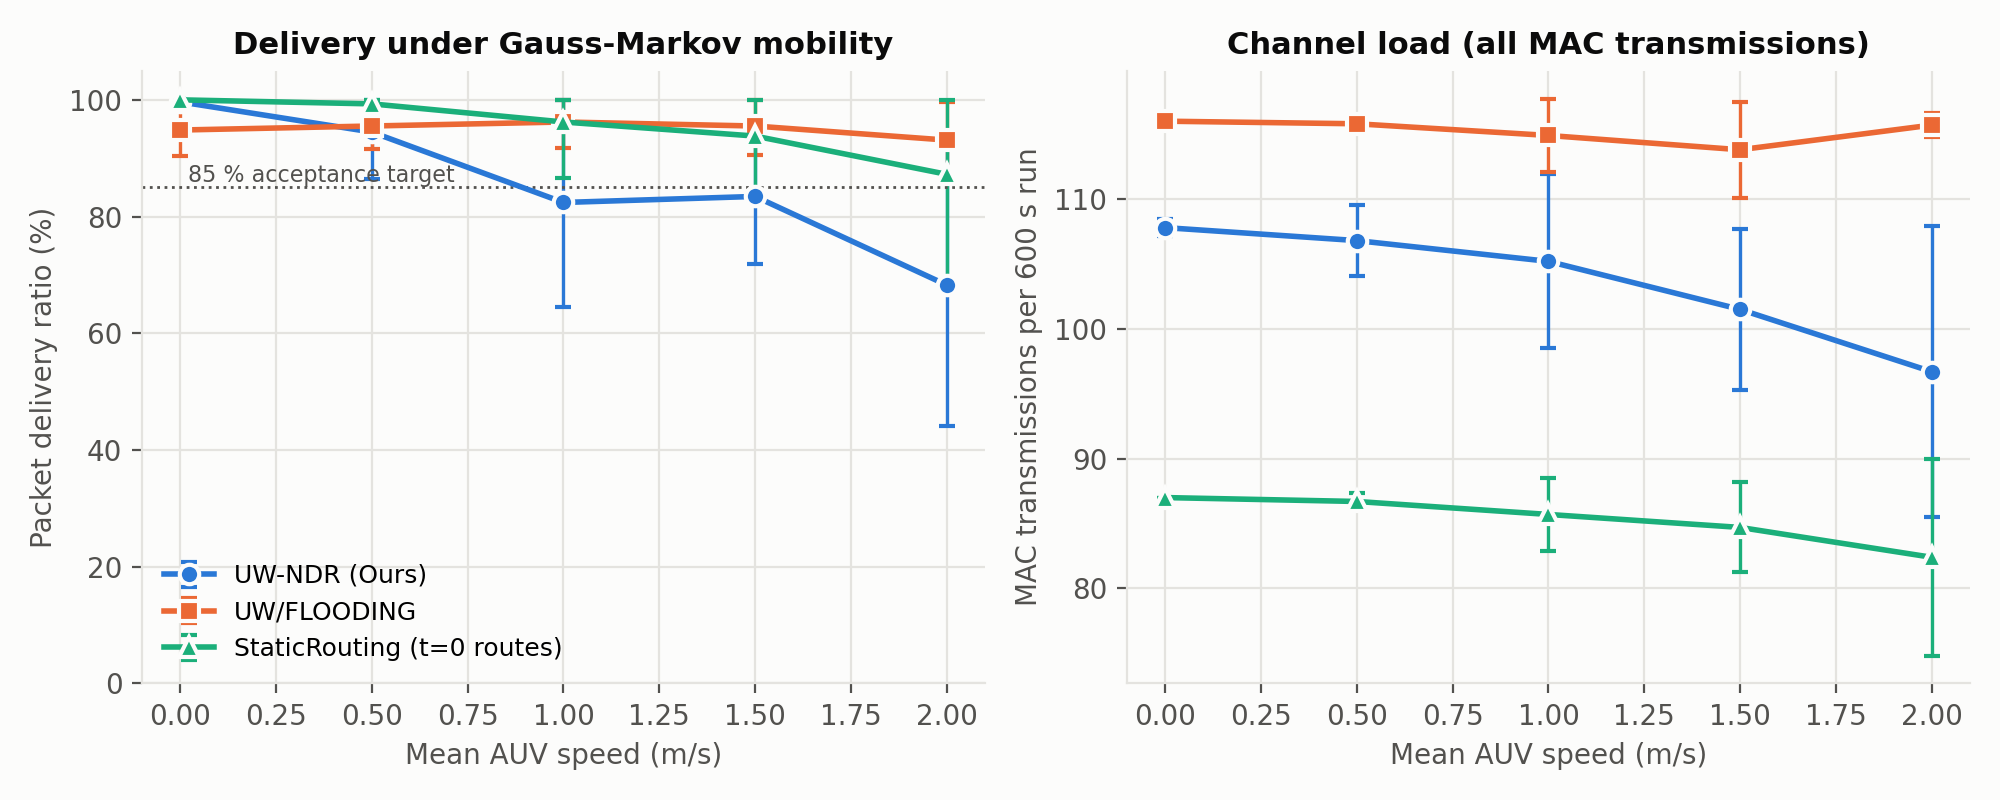 Delivery under Gauss-Markov mobility
Packet delivery ratio (%)
100
80
60
40
20
0
85 % acceptance target
UW-NDR (Ours)
UW/FLOODING
StaticRouting (t=0 routes)
0.00 0.25 0.50 0.75 1.00 1.25 1.50 1.75 2.00
Mean AUV speed (m/s)
Channel load (all MAC transmissions)
MAC transmissions per 600 s run
110
100
90
80
0.00 0.25 0.50 0.75 1.00 1.25 1.50 1.75 2.00
Mean AUV speed (m/s)